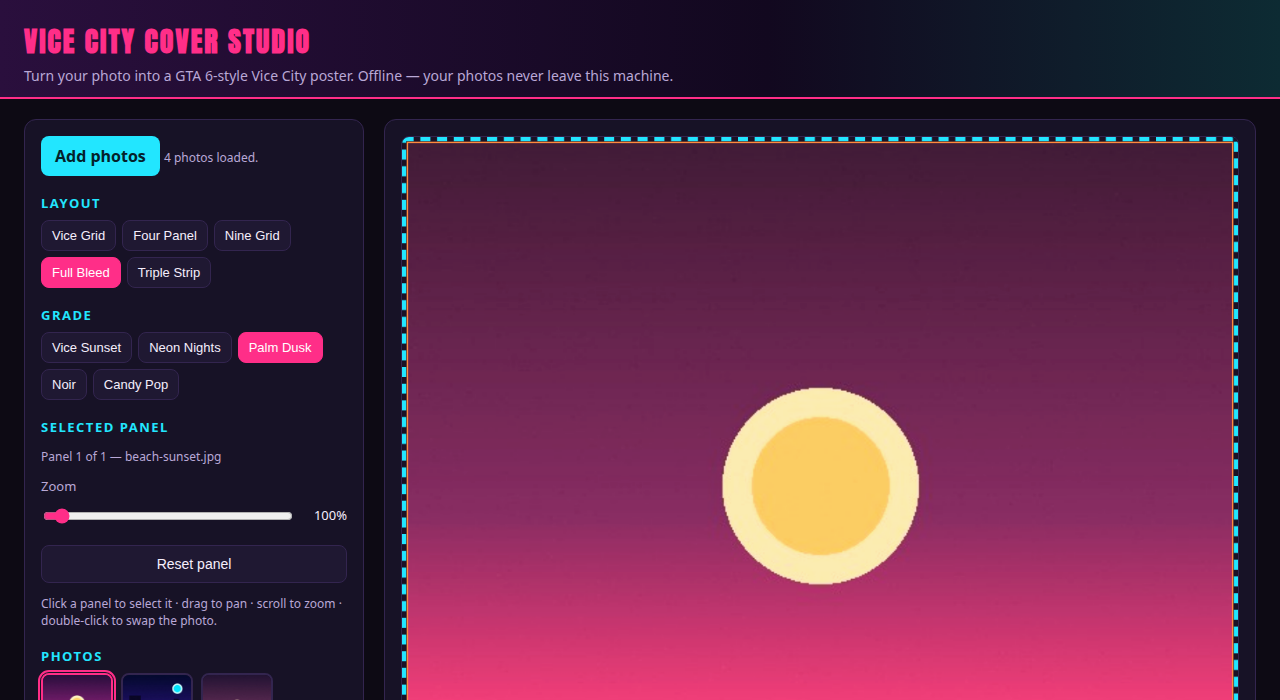 VICE CITY COVER STUDIO
Turn your photo into a GTA 6-style Vice City poster. Offline — your photos never leave this machine.
Add photos 4 photos loaded.
LAYOUT
Vice Grid Four Panel Nine Grid
Full Bleed Triple Strip
GRADE
Vice Sunset Neon Nights Palm Dusk
Noir Candy Pop
SELECTED PANEL
Panel 1 of 1 — beach-sunset.jpg
Zoom
100%
Reset panel
Click a panel to select it · drag to pan · scroll to zoom ·
double-click to swap the photo.
PHOTOS